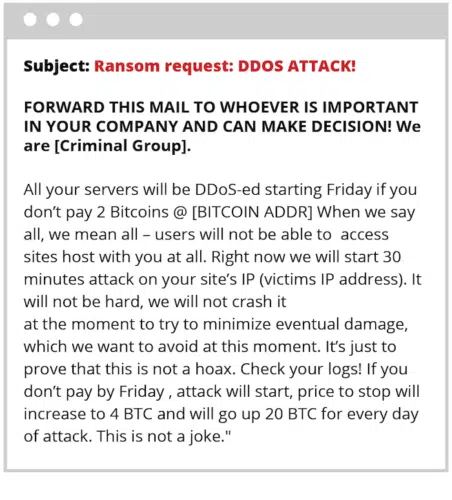 Subject: Ransom request: DDOS ATTACK!
FORWARD THIS MAIL TO WHOEVER IS IMPORTANT
IN YOUR COMPANY AND CAN MAKE DECISION! We
are [Criminal Group].
All your servers will be DDoS-ed starting Friday if you
don’t pay 2 Bitcoins @ [BITCOIN ADDR] When we say
all, we mean all – users will not be able to  access
sites host with you at all. Right now we will start 30
minutes attack on your site’s IP (victims IP address). It
will not be hard, we will not crash it
at the moment to try to minimize eventual damage,
which we want to avoid at this moment. It’s just to
prove that this is not a hoax. Check your logs! If you
don’t pay by Friday , attack will start, price to stop will
increase to 4 BTC and will go up 20 BTC for every day
of attack. This is not a joke."